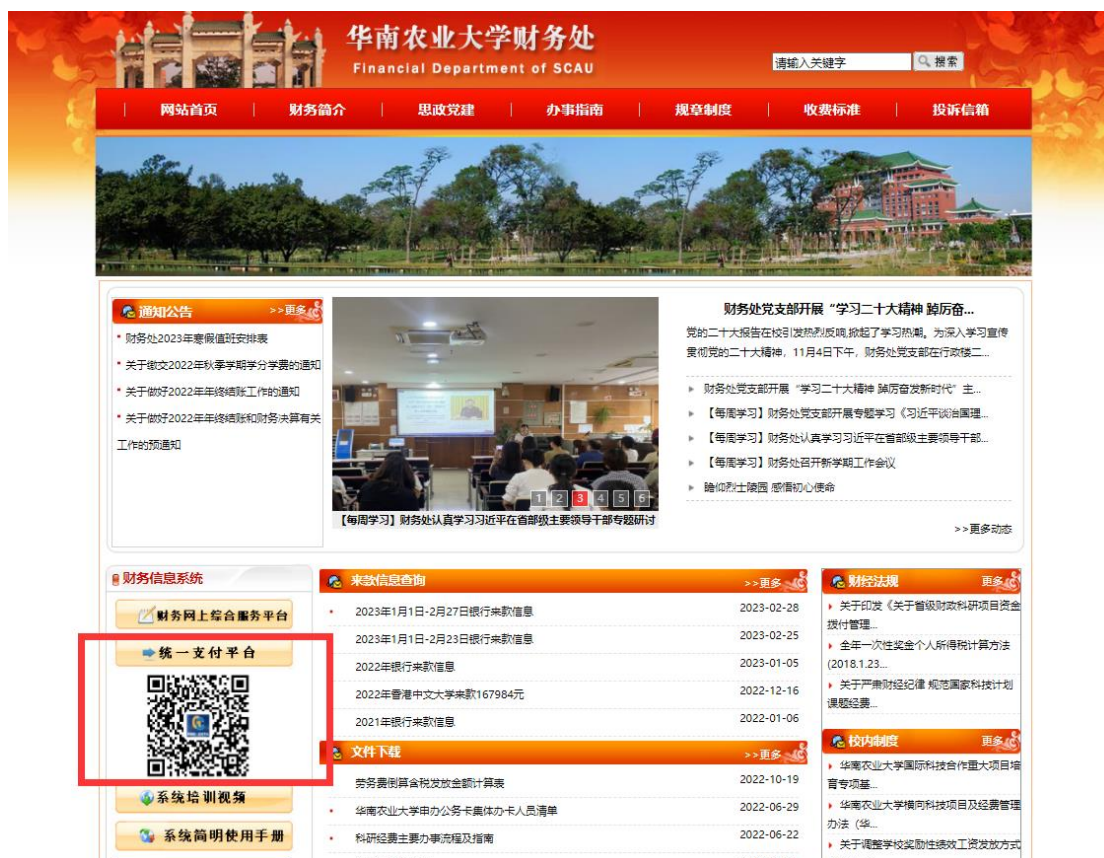 华南农业大学财务处
Financial Department of SCAU
请输入关键字
搜索
网站首页
财务简介
思政党建
办事指南
规章制度
收费标准
投诉信箱
通知公告
>>更多
• 财务处2023年寒假值班安排表
• 关于缴交2022年秋季学期学分学费的通知
• 关于做好2022年年终结账工作的通知
• 关于做好2022年年终结账和财务决算有关
工作的预通知
1 2 3 4 5 6
【每周学习】财务处认真学习习近平在省部级主要领导干部专题研讨
财务处党支部开展“学习二十大精神 踔厉奋...
党的二十大报告在校引发热烈反响,掀起了学习热潮。为深入学习宣传
贯彻党的二十大精神，11月4日下午，财务处党支部在行政楼二...
财务处党支部开展“学习二十大精神 踔厉奋发新时代”主...
【每周学习】财务处党支部开展专题学习《习近平谈治国理...
【每周学习】财务处认真学习习近平在省部级主要领导干部...
【每周学习】财务处召开新学期工作会议
瞻仰烈士陵园 感悟初心使命
>>更多动态
财务信息系统
财务网上综合服务平台
统一支付平台
系统培训视频
系统简明使用手册
来款信息查询
>>更多
• 2023年1月1日-2月27日银行来款信息 2023-02-28
2023年1月1日-2月23日银行来款信息 2023-02-25
2022年银行来款信息 2023-01-05
2022年香港中文大学来款167984元 2022-12-16
2021年银行来款信息 2022-01-06
文件下载
>>更多
劳务费倒算含税发放金额计算表 2022-10-19
• 华南农业大学申办公务卡集体办卡人员清单 2022-06-29
• 科研经费主要办事流程及指南 2022-06-22
财经法规
更多
关于印发《关于省级财政科研项目资金
拨付管理...
全年一次性奖金个人所得税计算方法
(2018.1.23...
关于严肃财经纪律 规范国家科技计划
课题经费...
校内制度
更多
华南农业大学国际科技合作重大项目培
育专项基...
华南农业大学横向科技项目及经费管理
办法（华...
关于调整学校奖励性绩效工资发放方式